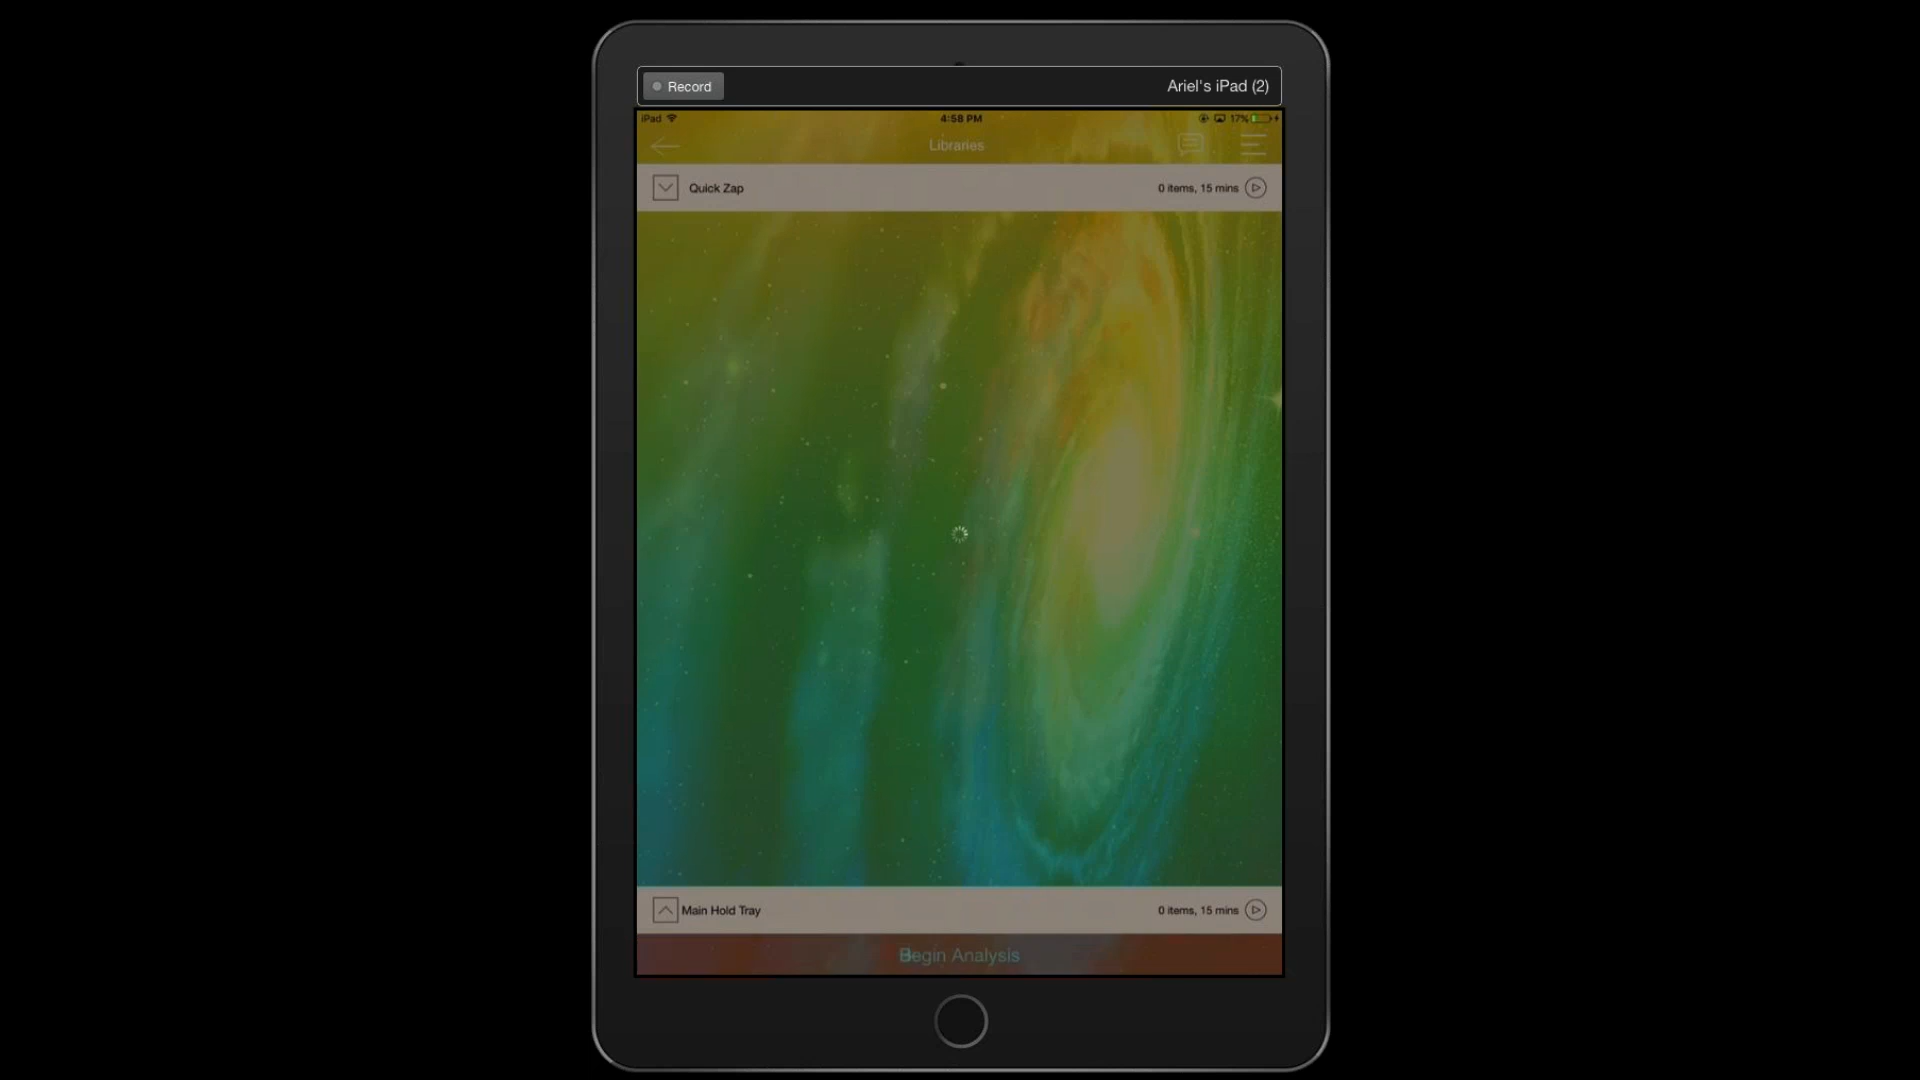 Record
Ariel's iPad (2)
iPad
4:58 PM
17%
Libraries
Quick Zap
0 items, 15 mins
Main Hold Tray
0 items, 15 mins
Begin Analysis